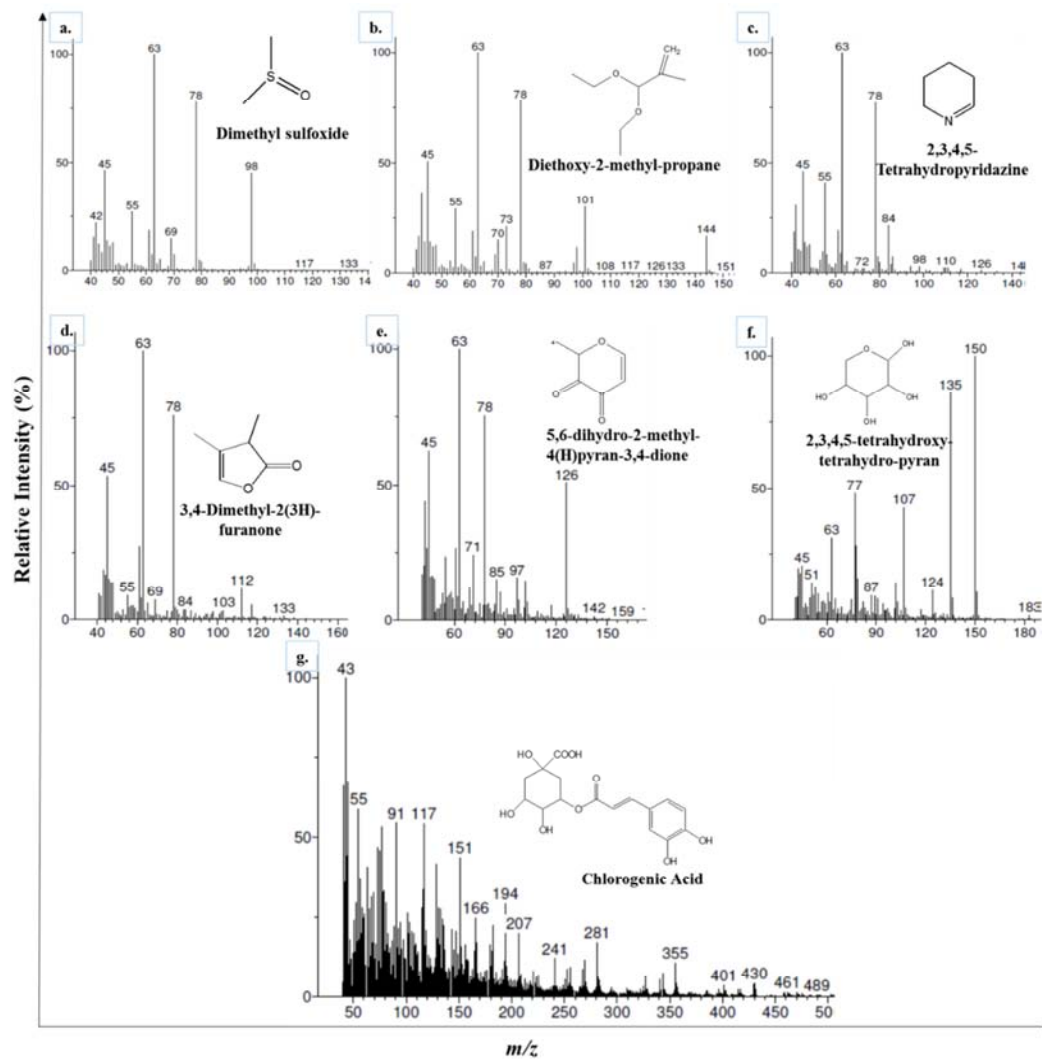 a.
100
50
0
63
78
45
98
42
55
69
117
133
S
O
Dimethyl sulfoxide
40 50 60 70 80 90 100 110 120 130 140
b.
100
50
0
63
78
45
55
70
73
101
144
87
108
117
126
133
151
CH2
O
O
Diethoxy-2-methyl-propane
40 50 60 70 80 90 100 110 120 130 140 150
c.
100
50
0
63
78
45
55
84
72
98
110
126
N
2,3,4,5-
Tetrahydropyridazine
40 60 80 100 120
d.
100
50
0
63
78
45
55
69
84
103
112
133
O
O
3,4-Dimethyl-2(3H)-
furanone
40 60 80 100 120 140 160
e.
100
50
0
63
78
45
126
71
85
97
142
159
O
O
O
5,6-dihydro-2-methyl-
4(H)pyran-3,4-dione
60 80 100 120
f.
100
50
0
150
135
77
107
63
45
51
87
124
183
O
OH
HO
OH
OH
2,3,4,5-tetrahydroxy-
tetrahydro-pyran
60 90 120 150 180
g.
100
50
0
43
55
91
117
151
166
194
207
241
281
355
401
430
461
489
HO
COOH
HO
OH
O
O
OH
OH
Chlorogenic Acid
50 100 150 200 250 300 350 400 450
Relative Intensity (%)
m/z